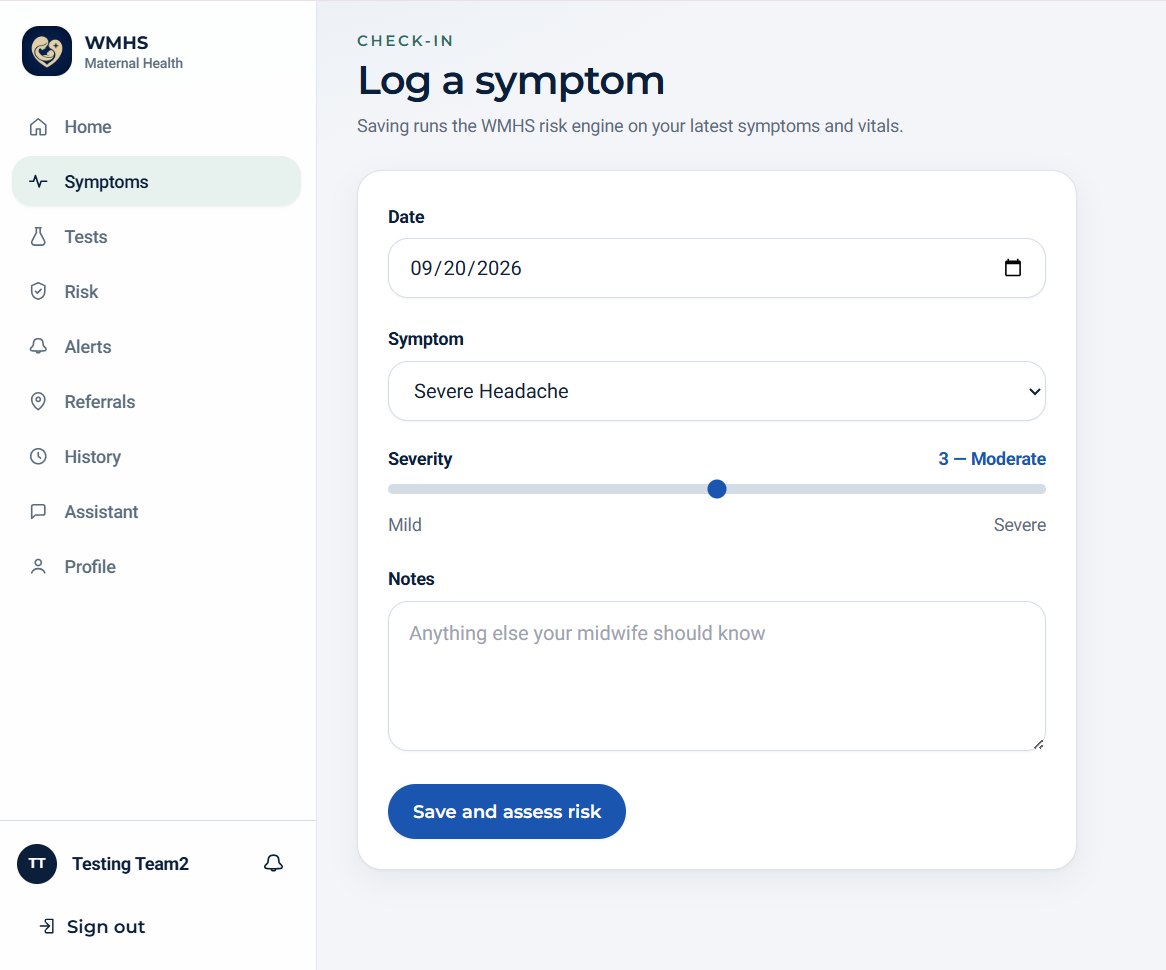 WMHS
Maternal Health
Home
Symptoms
Tests
Risk
Alerts
Referrals
History
Assistant
Profile
TT
Testing Team2
Sign out
CHECK-IN
Log a symptom
Saving runs the WMHS risk engine on your latest symptoms and vitals.
Date
09/20/2026
Symptom
Severe Headache
Severity
3 — Moderate
Mild
Severe
Notes
Anything else your midwife should know
Save and assess risk